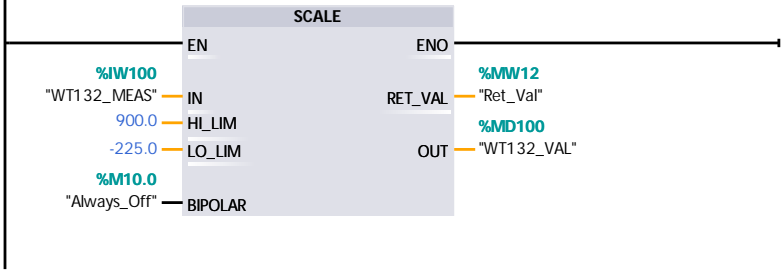 SCALE
EN ENO
%IW100 %MW12
"WT132_MEAS" IN RET_VAL "Ret_Val"
900.0 HI_LIM %MD100
-225.0 LO_LIM OUT "WT132_VAL"
%M10.0
"Always_Off" BIPOLAR